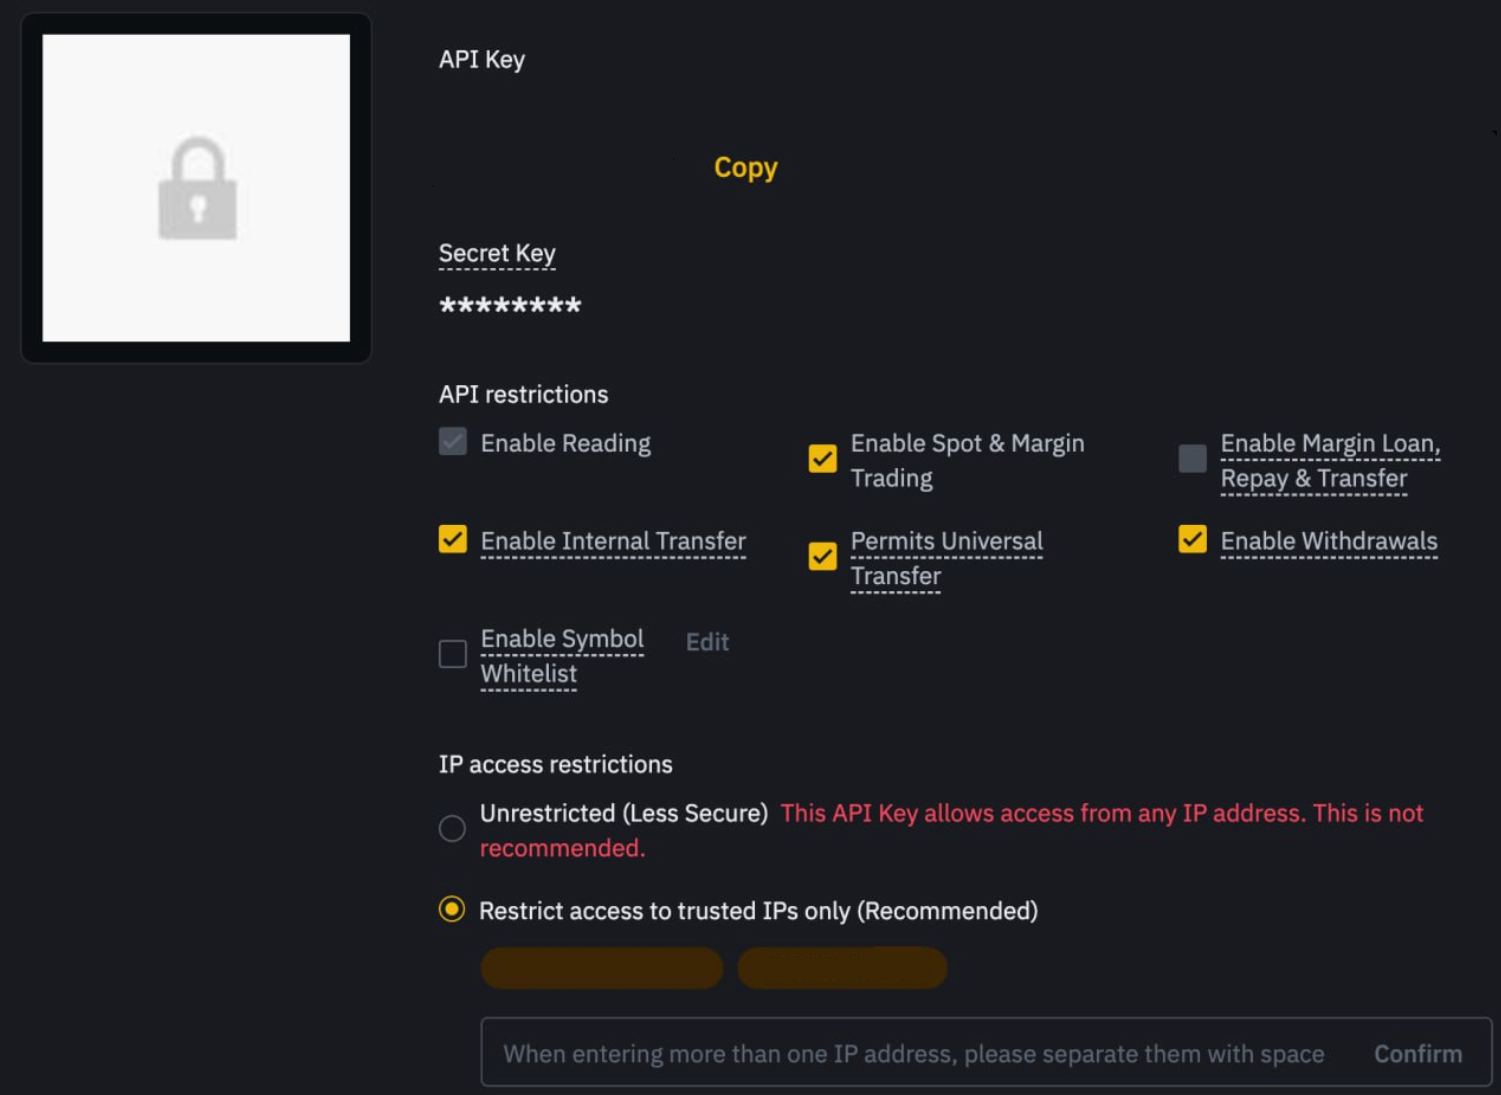 API Key
Copy
Secret Key
********
API restrictions
Enable Reading
Enable Spot & Margin
Trading
Enable Margin Loan,
Repay & Transfer
Enable Internal Transfer
Permits Universal
Transfer
Enable Withdrawals
Enable Symbol
Whitelist
Edit
IP access restrictions
Unrestricted (Less Secure) This API Key allows access from any IP address. This is not
recommended.
Restrict access to trusted IPs only (Recommended)
When entering more than one IP address, please separate them with space
Confirm